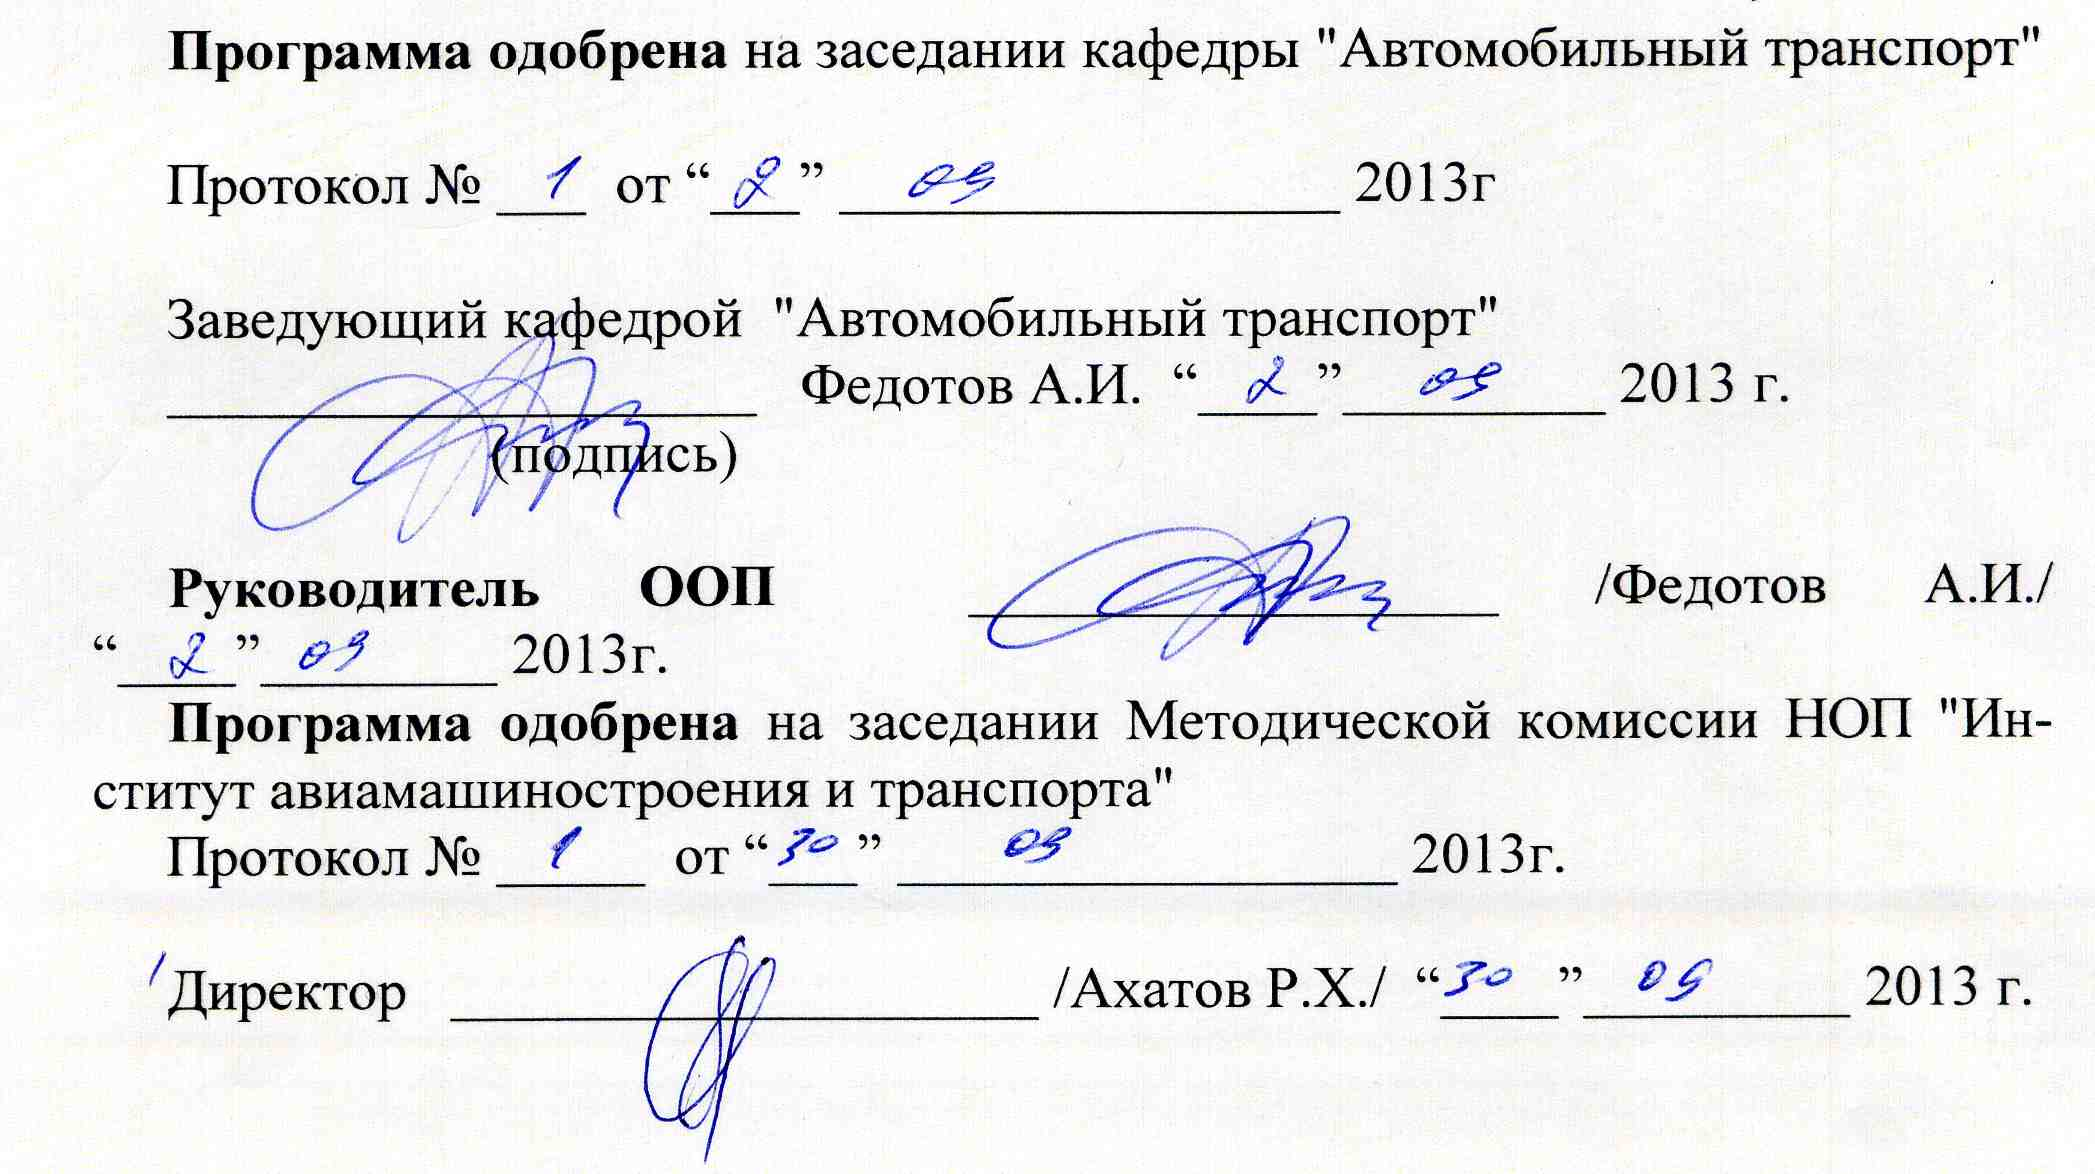 Программа одобрена на заседании кафедры "Автомобильный транспорт"
Протокол № 1 от “2” 09 2013г
Заведующий кафедрой "Автомобильный транспорт"
Федотов А.И. “2” 09 2013 г.
(подпись)
Руководитель ООП /Федотов А.И./
“2” 09 2013г.
Программа одобрена на заседании Методической комиссии НОП "Ин-
ститут авиамашиностроения и транспорта"
Протокол № 1 от “30” 09 2013г.
Директор /Ахатов Р.Х./ “30” 09 2013 г.